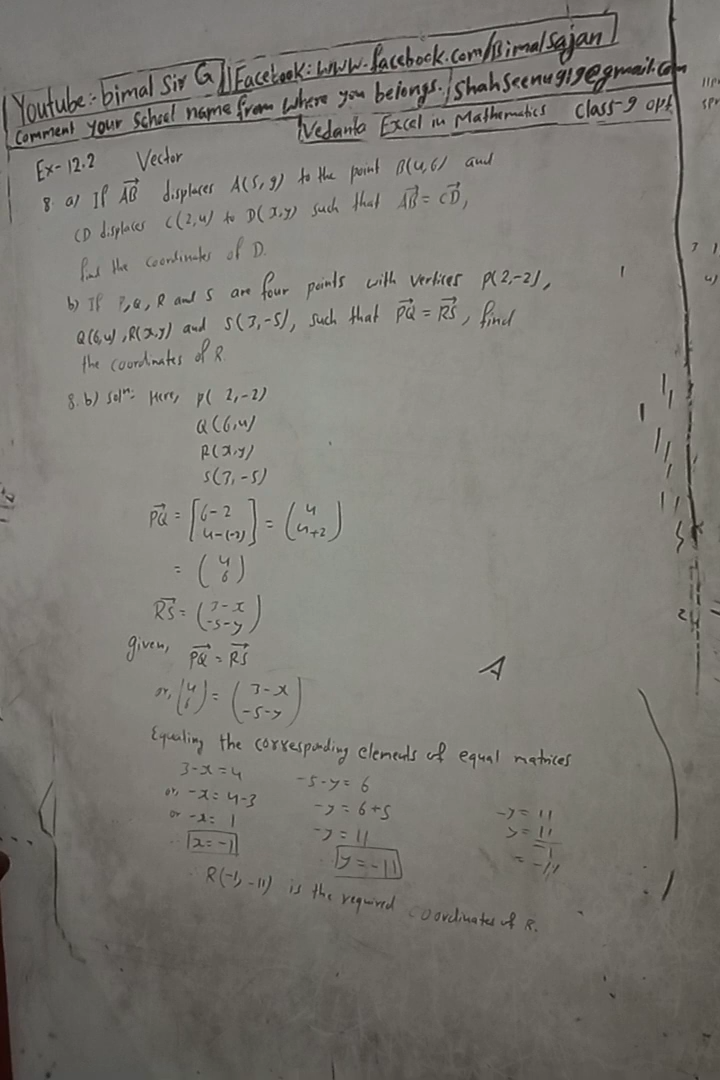 Youtube:- bimal Sir G || Facebook: www.facebook.com/Bimalsajan
Comment your School name from where you belongs. / Shahseenu919@gmail.com
Vedanta Excel in Mathematics Class-9 opt
Ex-12.2 Vector
8. a) If AB→ displaces A(5,9) to the point B(4,6) and
CD displaces C(2,4) to D(x,y) such that AB→ = CD→,
find the coordinates of D.
b) If P, Q, R and S are four points with vertices P(2,-2),
Q(6,4), R(x,y) and S(3,-5), such that PQ→ = RS→, find
the coordinates of R.
8. b) Solⁿ: Here, P( 2,-2)
Q(6,4)
R(x,y)
S(3,-5)
PQ→ = [6-2 4-(-2)] = (4 4+2)
= (4 6)
RS→ = (3-x -5-y)
given, PQ→ = RS→
or, (4 6) = (3-x -5-y)
A
Equaling the corresponding elements of equal matrices
3-x=4 -5-y= 6
or, -x= 4-3 -y = 6+5 -y= 11
or -x= 1 -y= 11 y= 11/-1
∴ x=-1 ∴ y=-11 = -11
∴ R(-1,-11) is the required coordinates of R.